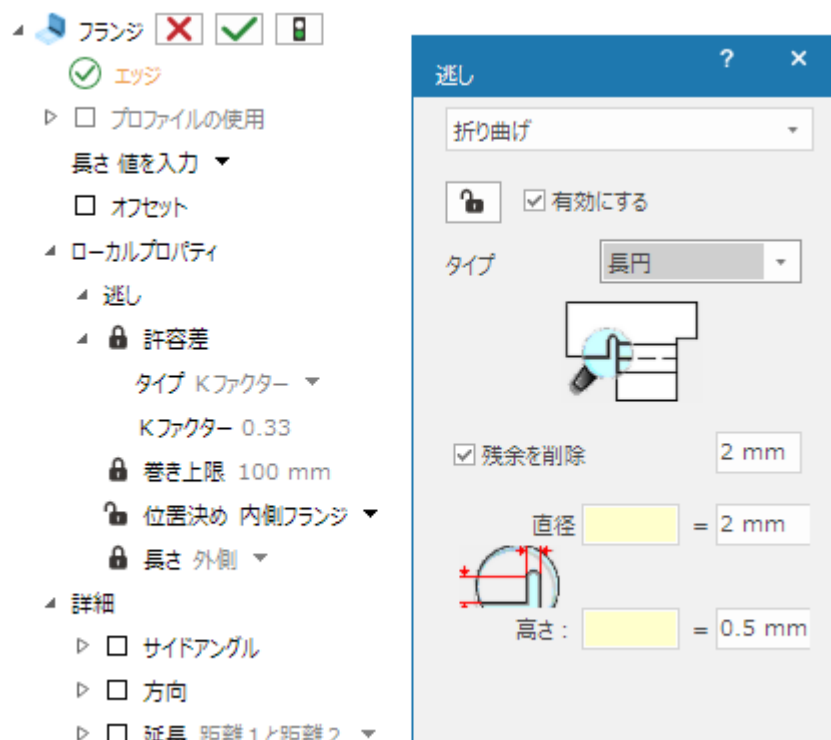 フランジ
エッジ
プロファイルの使用
長さ 値を入力
オフセット
ローカルプロパティ
逃し
許容差
タイプ Kファクター
Kファクター 0.33
巻き上限 100 mm
位置決め 内側フランジ
長さ 外側
詳細
サイドアングル
方向
延長 距離1と距離2
逃し ? ×
折り曲げ
有効にする
タイプ 長円
残余を削除 2 mm
直径 = 2 mm
高さ : = 0.5 mm